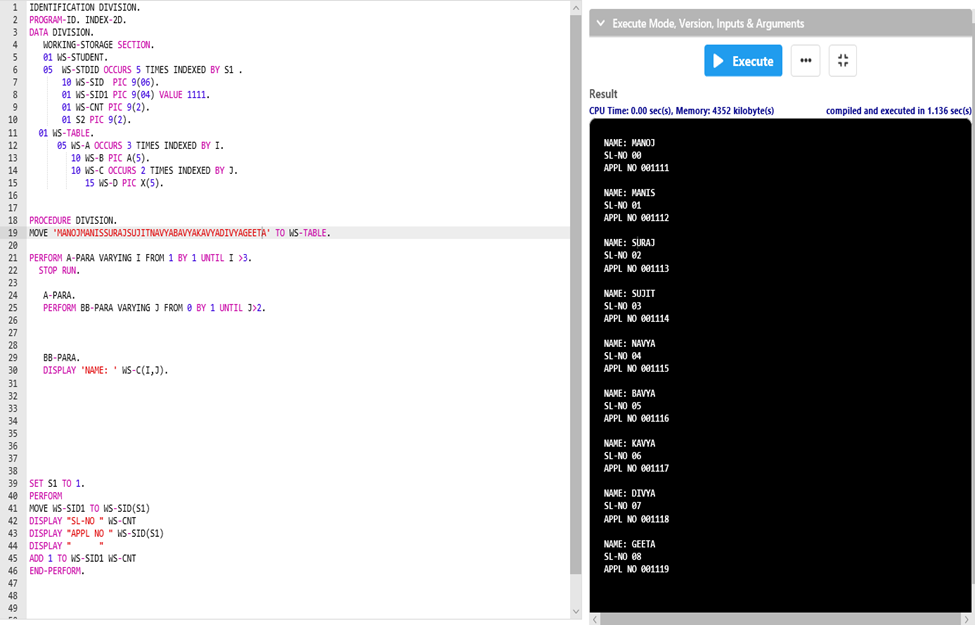 1 IDENTIFICATION DIVISION.
2 PROGRAM-ID. INDEX-2D.
3 DATA DIVISION.
4 WORKING-STORAGE SECTION.
5 01 WS-STUDENT.
6 05 WS-STDID OCCURS 5 TIMES INDEXED BY S1 .
7 10 WS-SID PIC 9(06).
8 01 WS-SID1 PIC 9(04) VALUE 1111.
9 01 WS-CNT PIC 9(2).
10 01 S2 PIC 9(2).
11 01 WS-TABLE.
12 05 WS-A OCCURS 3 TIMES INDEXED BY I.
13 10 WS-B PIC A(5).
14 10 WS-C OCCURS 2 TIMES INDEXED BY J.
15 15 WS-D PIC X(5).
16
17
18 PROCEDURE DIVISION.
19 MOVE 'MANOJMANISSURAJSUJITNAVYABAVYAKAVYADIVYAGEETA' TO WS-TABLE.
20
21 PERFORM A-PARA VARYING I FROM 1 BY 1 UNTIL I >3.
22 STOP RUN.
23
24 A-PARA.
25 PERFORM BB-PARA VARYING J FROM 0 BY 1 UNTIL J>2.
26
27
28
29 BB-PARA.
30 DISPLAY 'NAME: ' WS-C(I,J).
31
32
33
34
35
36
37
38
39 SET S1 TO 1.
40 PERFORM
41 MOVE WS-SID1 TO WS-SID(S1)
42 DISPLAY "SL-NO " WS-CNT
43 DISPLAY "APPL NO " WS-SID(S1)
44 DISPLAY "      "
45 ADD 1 TO WS-SID1 WS-CNT
46 END-PERFORM.
47
48
49
Execute Mode, Version, Inputs & Arguments
Execute
Result
CPU Time: 0.00 sec(s), Memory: 4352 kilobyte(s) compiled and executed in 1.136 sec(s)
NAME: MANOJ
SL-NO 00
APPL NO 001111
NAME: MANIS
SL-NO 01
APPL NO 001112
NAME: SURAJ
SL-NO 02
APPL NO 001113
NAME: SUJIT
SL-NO 03
APPL NO 001114
NAME: NAVYA
SL-NO 04
APPL NO 001115
NAME: BAVYA
SL-NO 05
APPL NO 001116
NAME: KAVYA
SL-NO 06
APPL NO 001117
NAME: DIVYA
SL-NO 07
APPL NO 001118
NAME: GEETA
SL-NO 08
APPL NO 001119